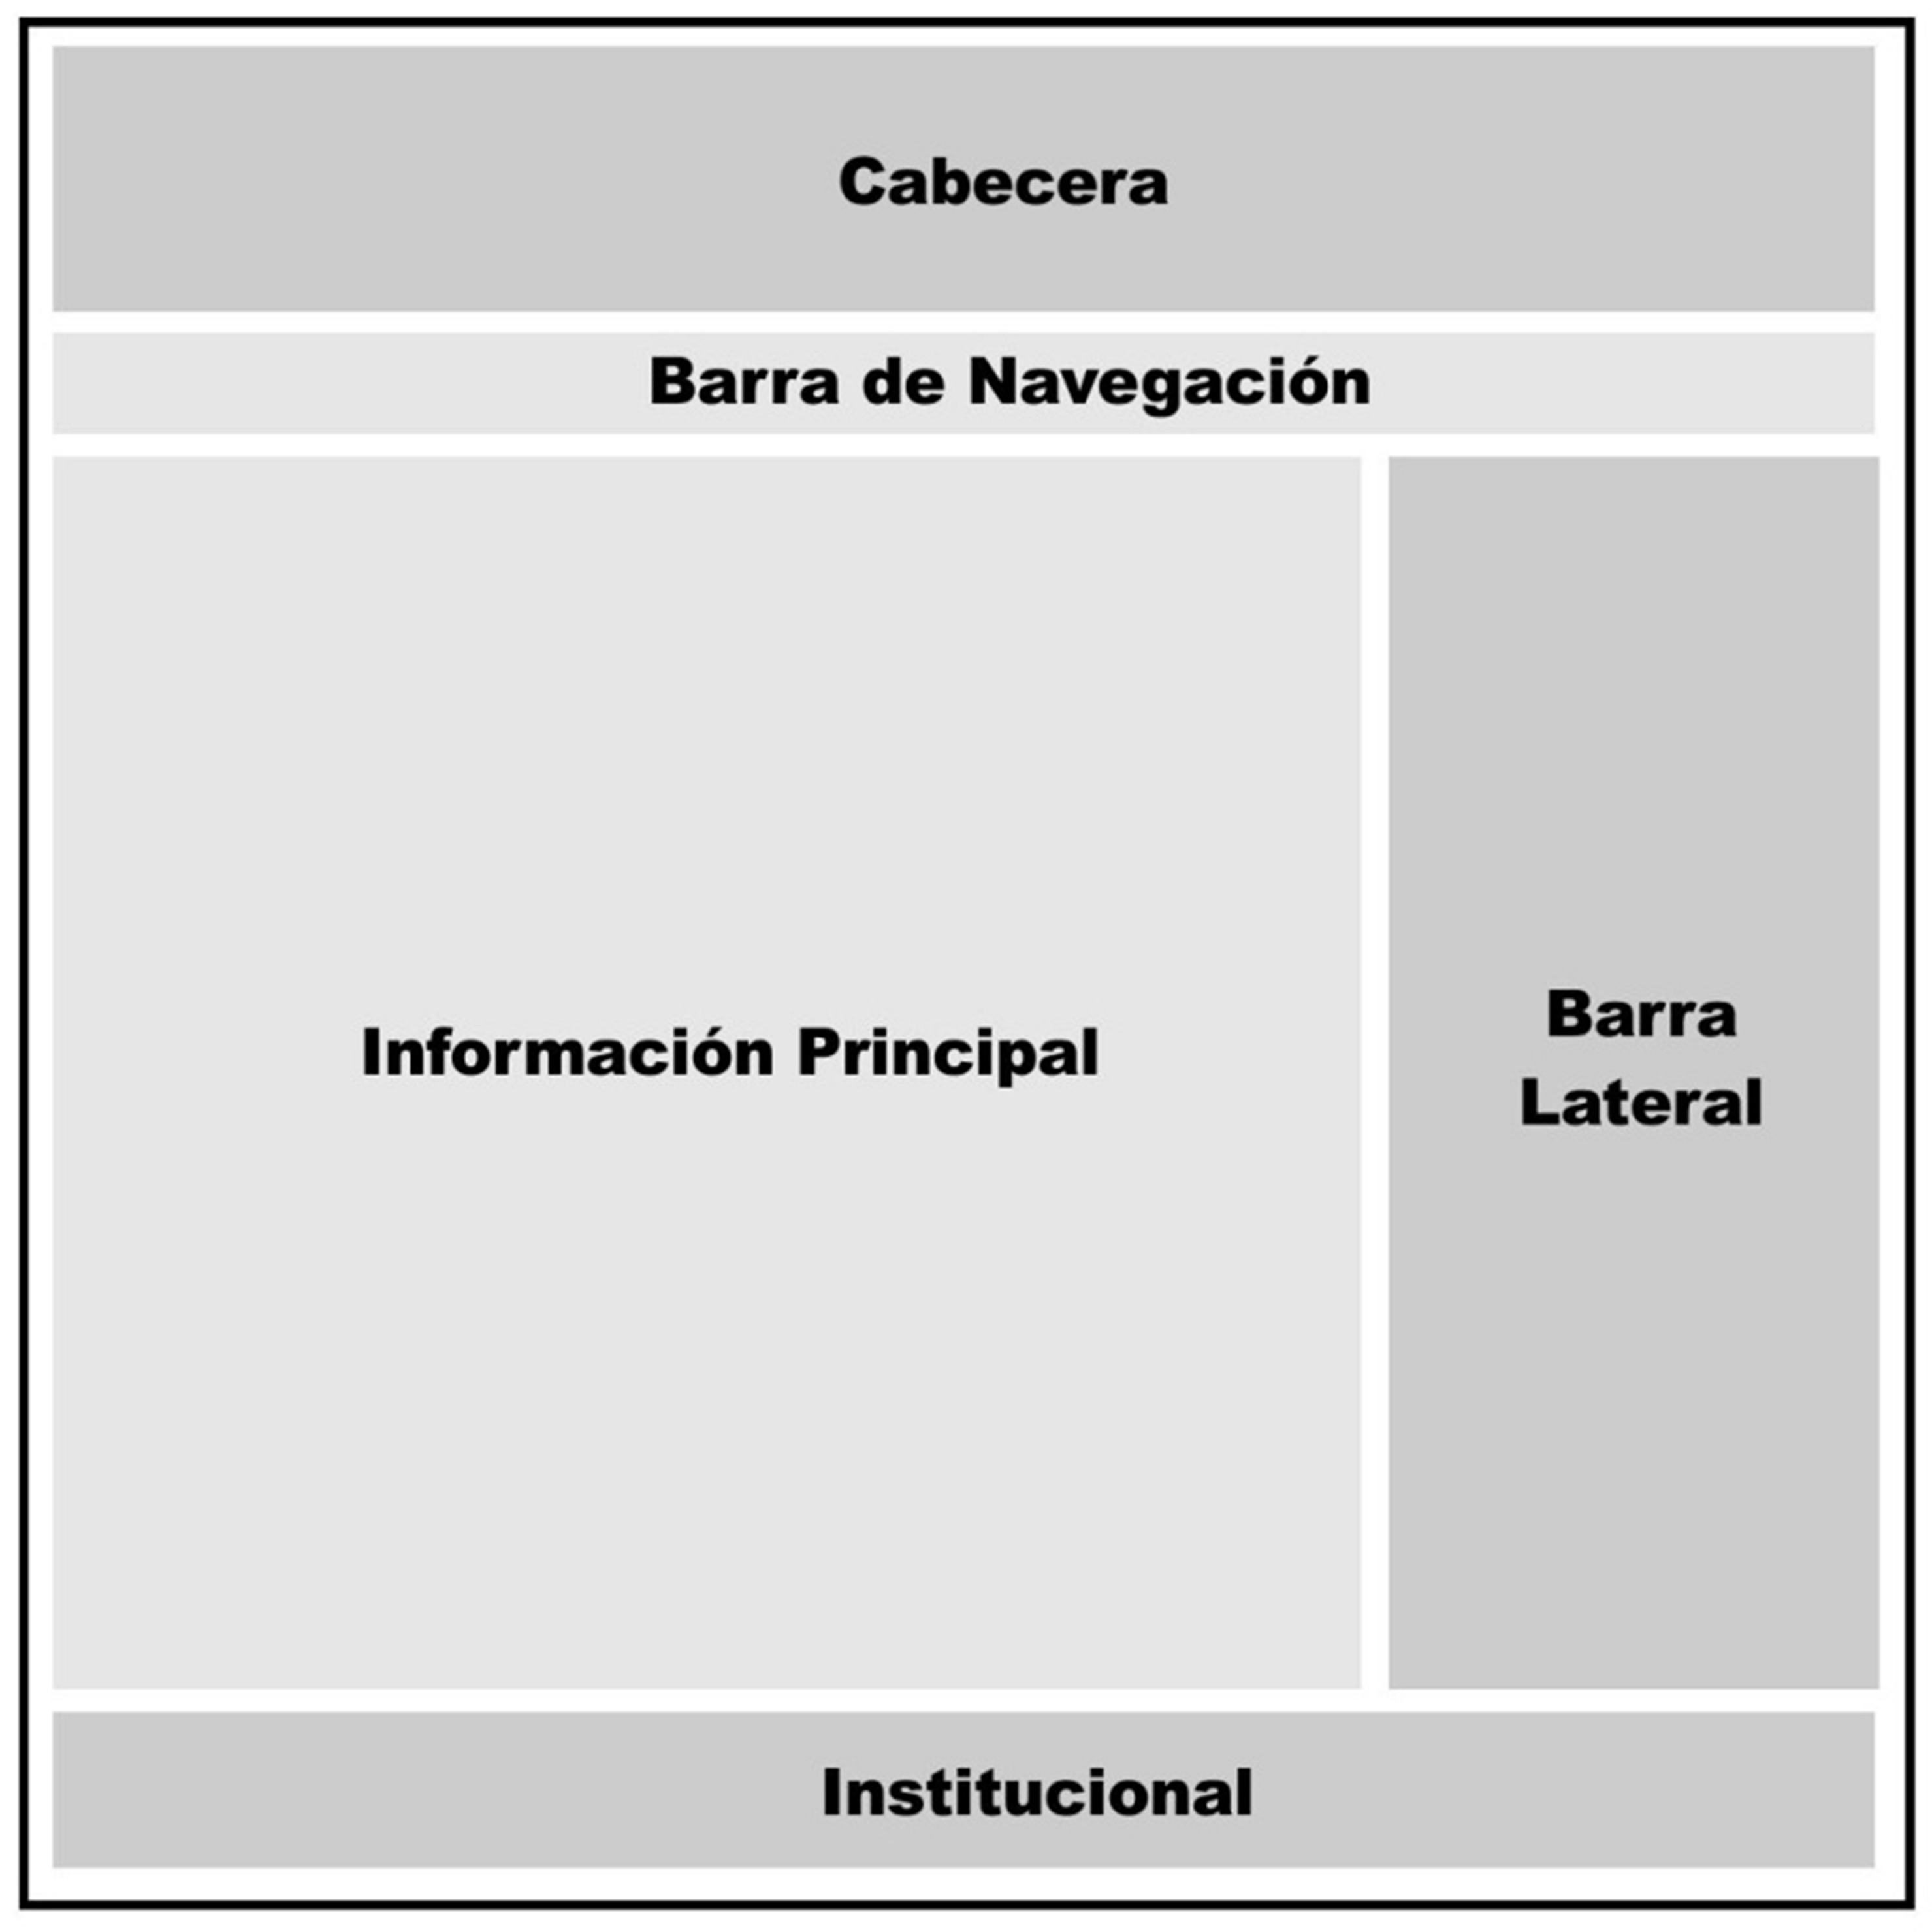 Cabecera
Barra de Navegación
Información Principal
Barra
Lateral
Institucional